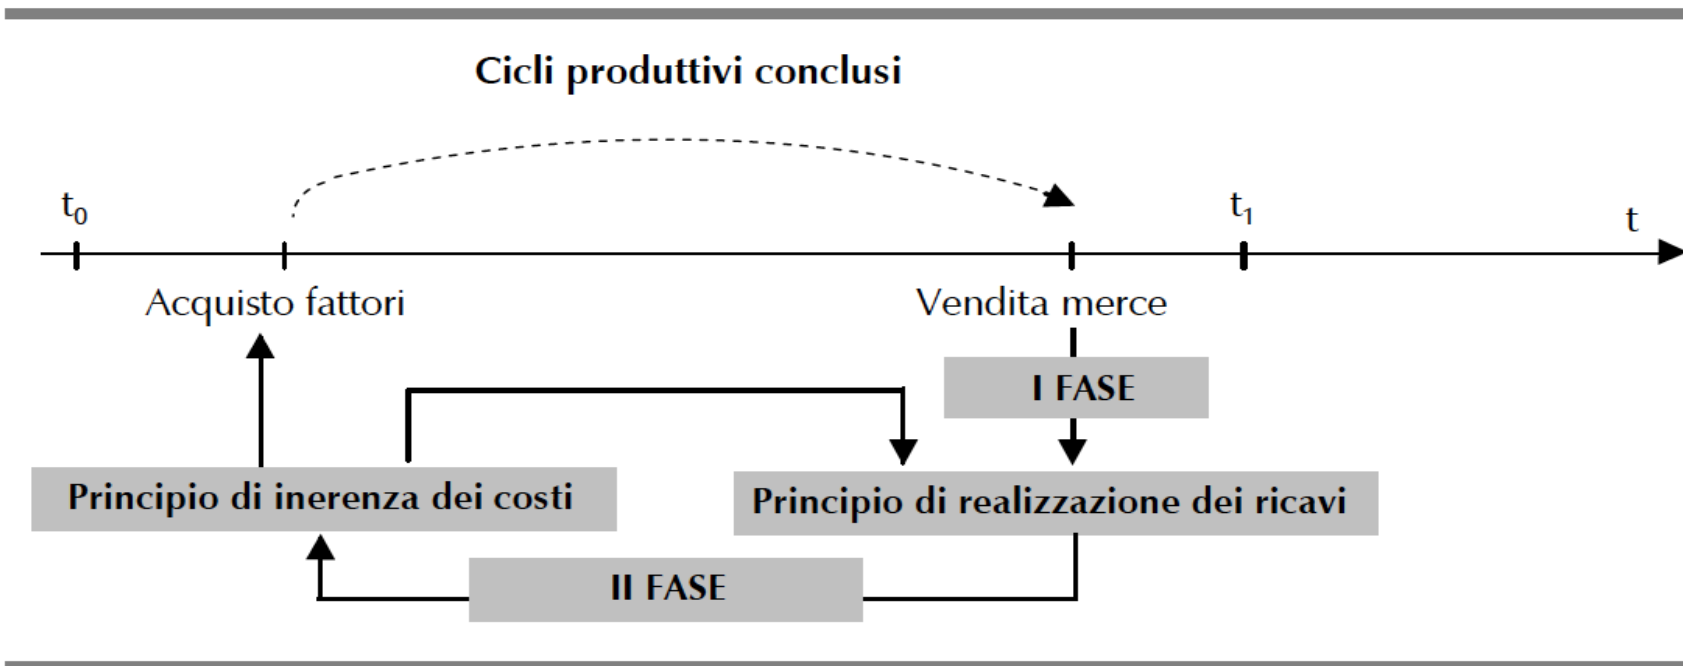 Cicli produttivi conclusi
t₀
t₁
t
Acquisto fattori
Vendita merce
I FASE
Principio di inerenza dei costi
Principio di realizzazione dei ricavi
II FASE